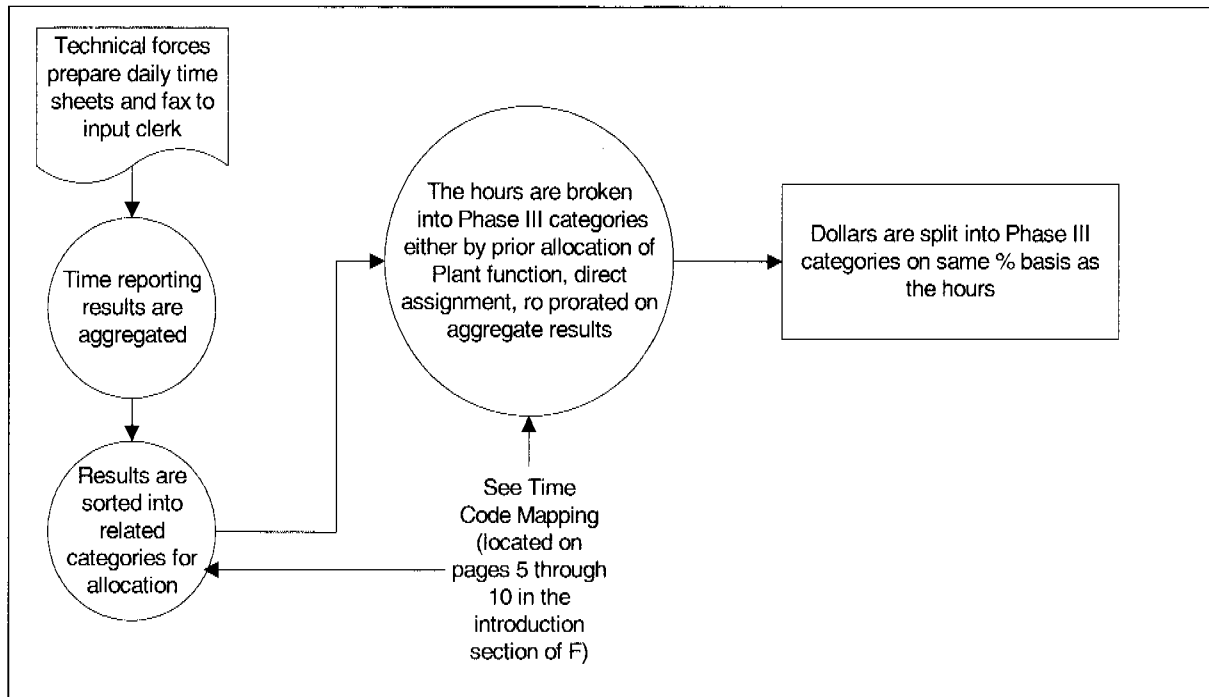 Technical forces
prepare daily time
sheets and fax to
input clerk
Time reporting
results are
aggregated
Results are
sorted into
related
categories for
allocation
The hours are broken
into Phase III categories
either by prior allocation of
Plant function, direct
assignment, ro prorated on
aggregate results
See Time
Code Mapping
(located on
pages 5 through
10 in the
introduction
section of F)
Dollars are split into Phase III
categories on same % basis as
the hours